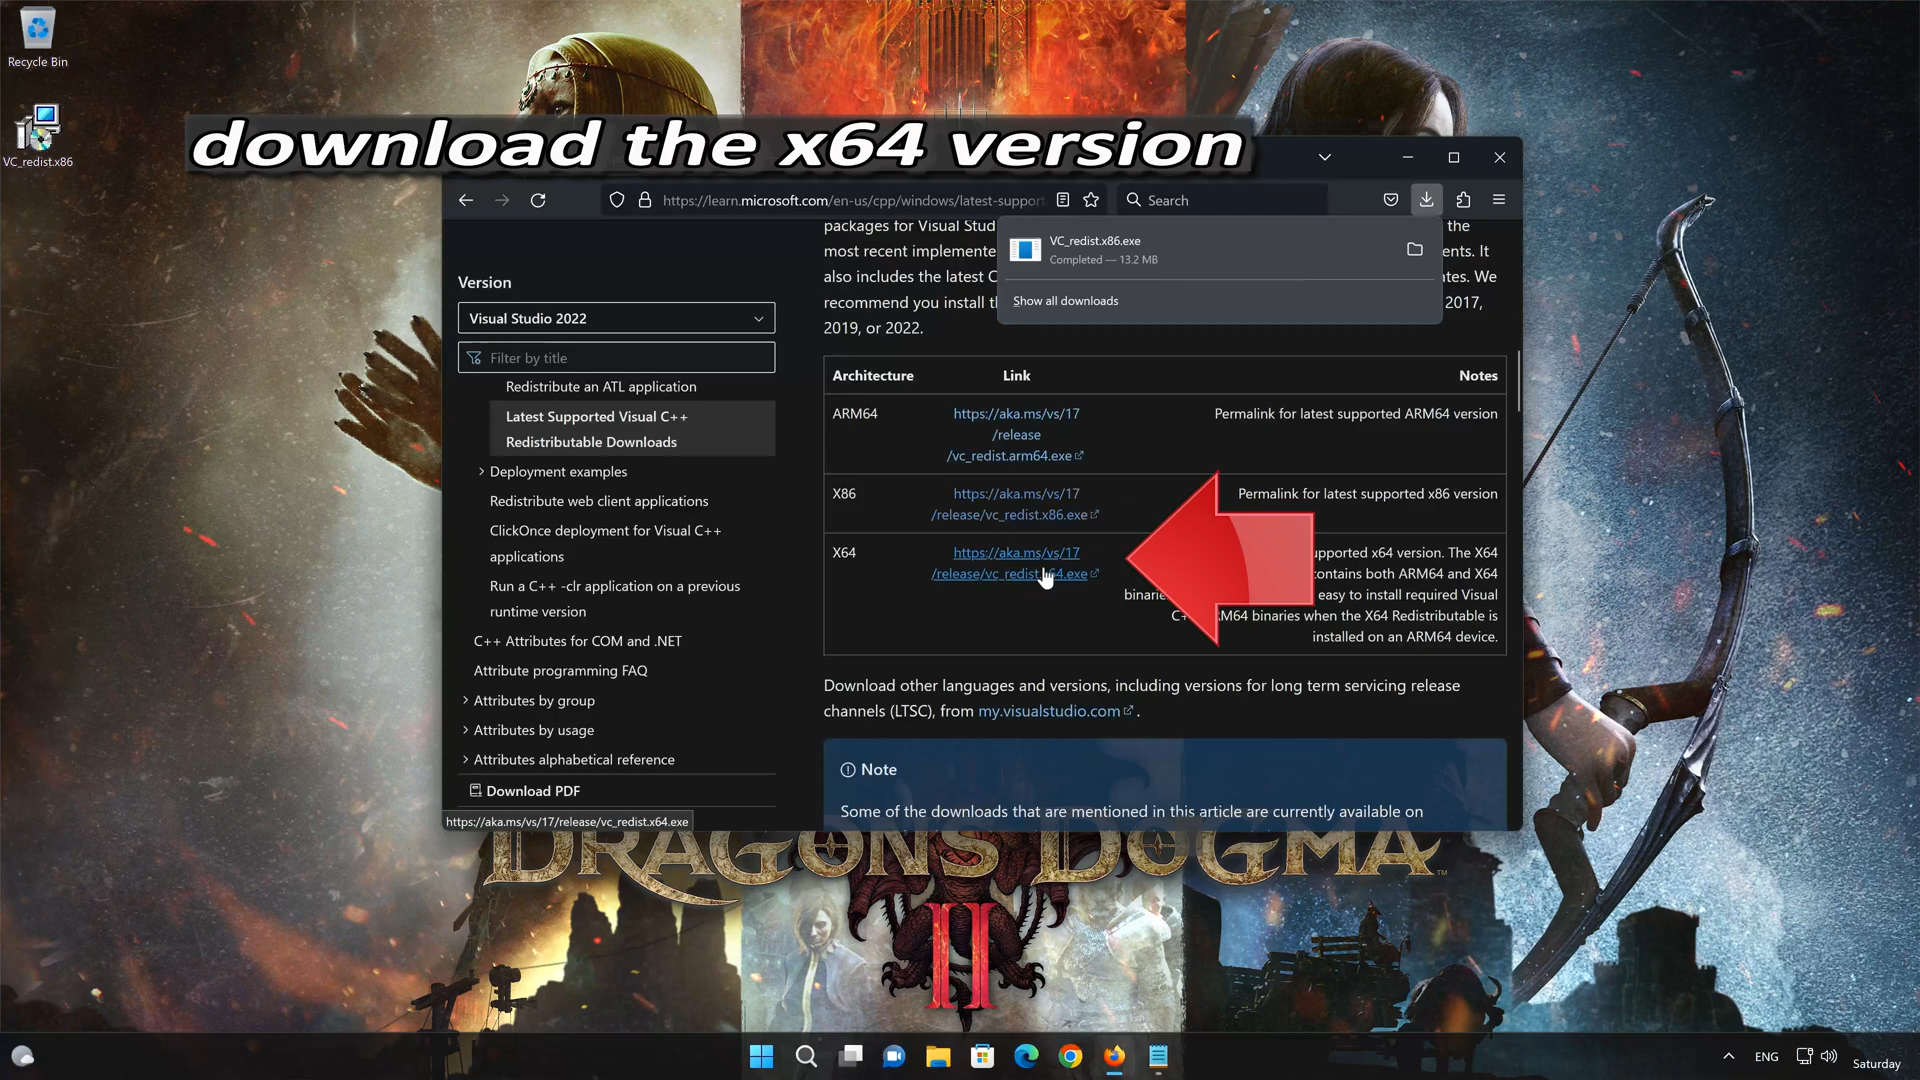 Recycle Bin
VC_redist.x86
download the x64 version
https://learn.microsoft.com/en-us/cpp/windows/latest-support
Search
VC_redist.x86.exe
Completed — 13.2 MB
Show all downloads
Version
Visual Studio 2022
Filter by title
Redistribute an ATL application
Latest Supported Visual C++
Redistributable Downloads
Deployment examples
Redistribute web client applications
ClickOnce deployment for Visual C++
applications
Run a C++ -clr application on a previous
runtime version
C++ Attributes for COM and .NET
Attribute programming FAQ
Attributes by group
Attributes by usage
Attributes alphabetical reference
Download PDF
https://aka.ms/vs/17/release/vc_redist.x64.exe
packages for Visual Stud the
most recent implemente ents. It
also includes the latest C tes. We
recommend you install th 2017,
2019, or 2022.
Architecture Link Notes
ARM64 https://aka.ms/vs/17 Permalink for latest supported ARM64 version
/release
/vc_redist.arm64.exe
X86 https://aka.ms/vs/17 Permalink for latest supported x86 version
/release/vc_redist.x86.exe
X64 https://aka.ms/vs/17 upported x64 version. The X64
/release/vc_redist.x64.exe contains both ARM64 and X64
binarie easy to install required Visual
C+ RM64 binaries when the X64 Redistributable is
installed on an ARM64 device.
Download other languages and versions, including versions for long term servicing release
channels (LTSC), from my.visualstudio.com .
Note
Some of the downloads that are mentioned in this article are currently available on
DRAGONS DOGMA™
II
ENG
Saturday